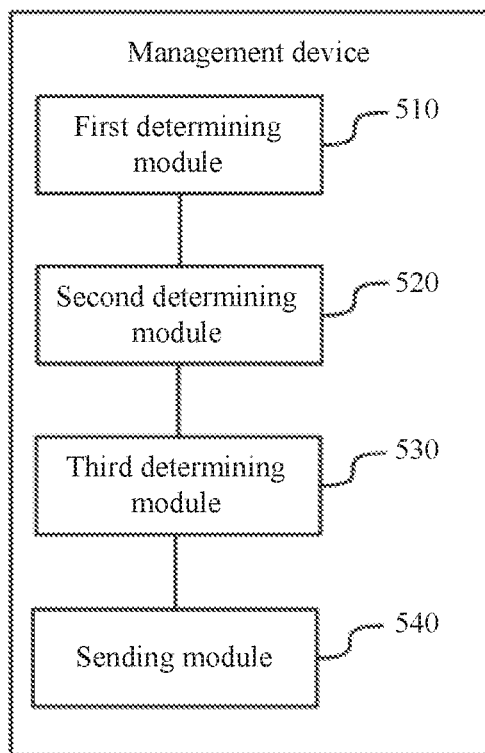 Management device
First determining
module
510
Second determining
module
520
Third determining
module
530
Sending module
540